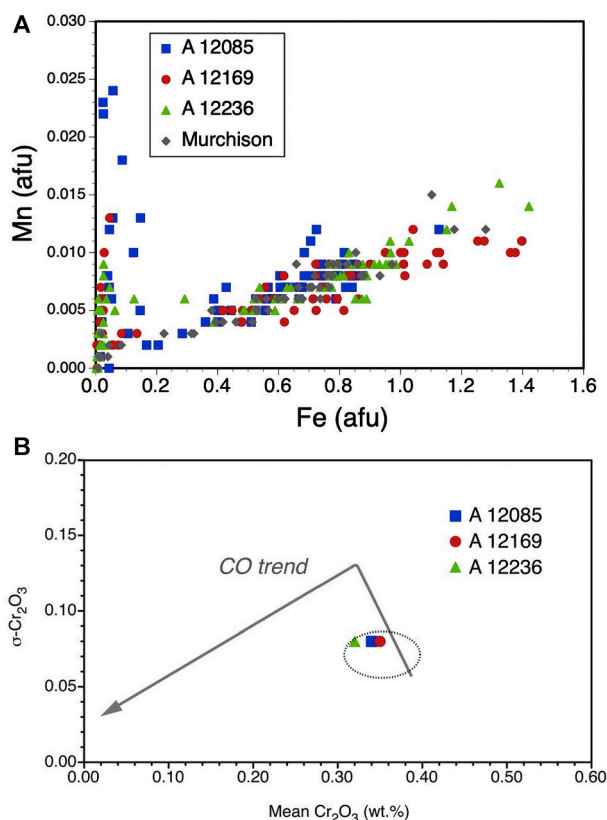 A
0.030
0.025
0.020
0.015
0.010
0.005
0.000
Mn (afu)
A 12085
A 12169
A 12236
Murchison
0.0 0.2 0.4 0.6 0.8 1.0 1.2 1.4 1.6
Fe (afu)
B
0.20
0.15
0.10
0.05
0.00
σ-Cr₂O₃
CO trend
A 12085
A 12169
A 12236
0.00 0.10 0.20 0.30 0.40 0.50 0.60
Mean Cr₂O₃ (wt.%)